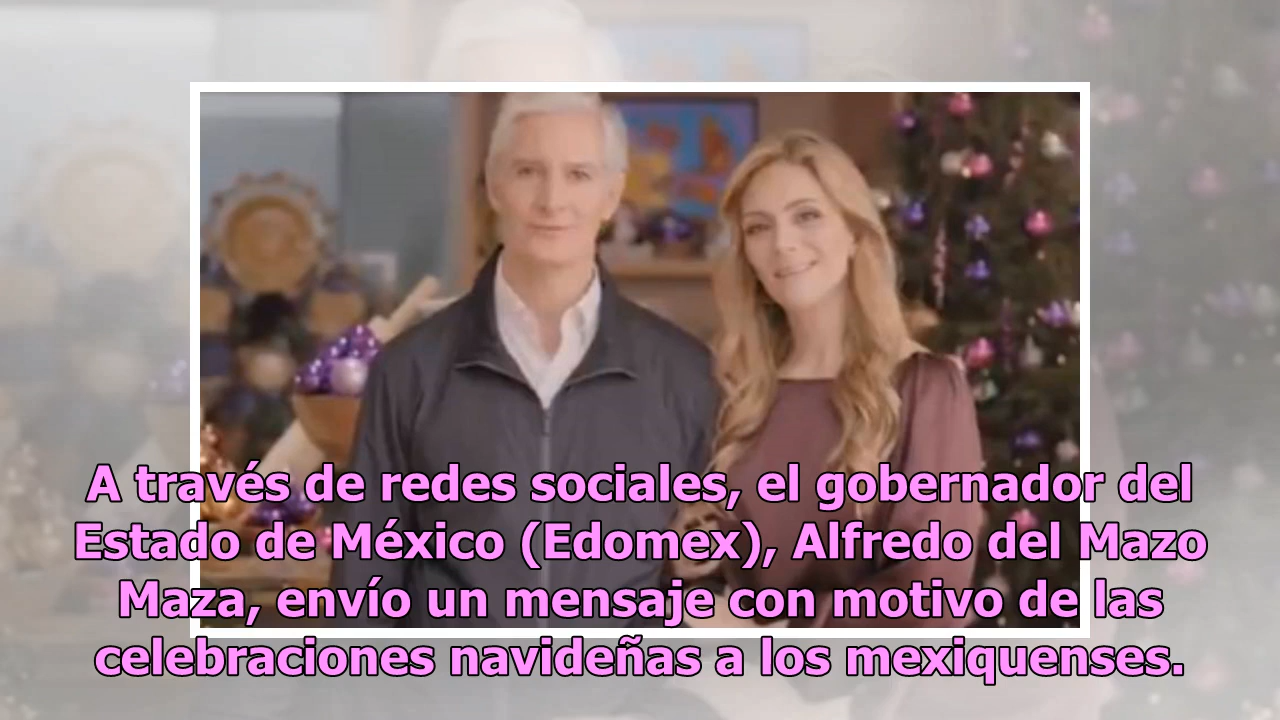 A través de redes sociales, el gobernador del
Estado de México (Edomex), Alfredo del Mazo
Maza, envío un mensaje con motivo de las
celebraciones navideñas a los mexiquenses.